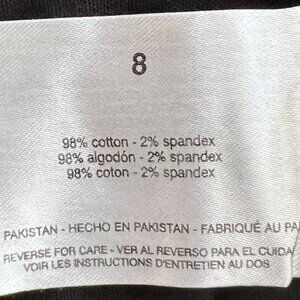 8
98% cotton - 2% spandex
98% algodón - 2% spandex
98% coton - 2% spandex
PAKISTAN - HECHO EN PAKISTAN - FABRIQUÉ AU PA
REVERSE FOR CARE - VER AL REVERSO PARA EL CUIDA
VOIR LES INSTRUCTIONS D'ENTRETIEN AU DOS